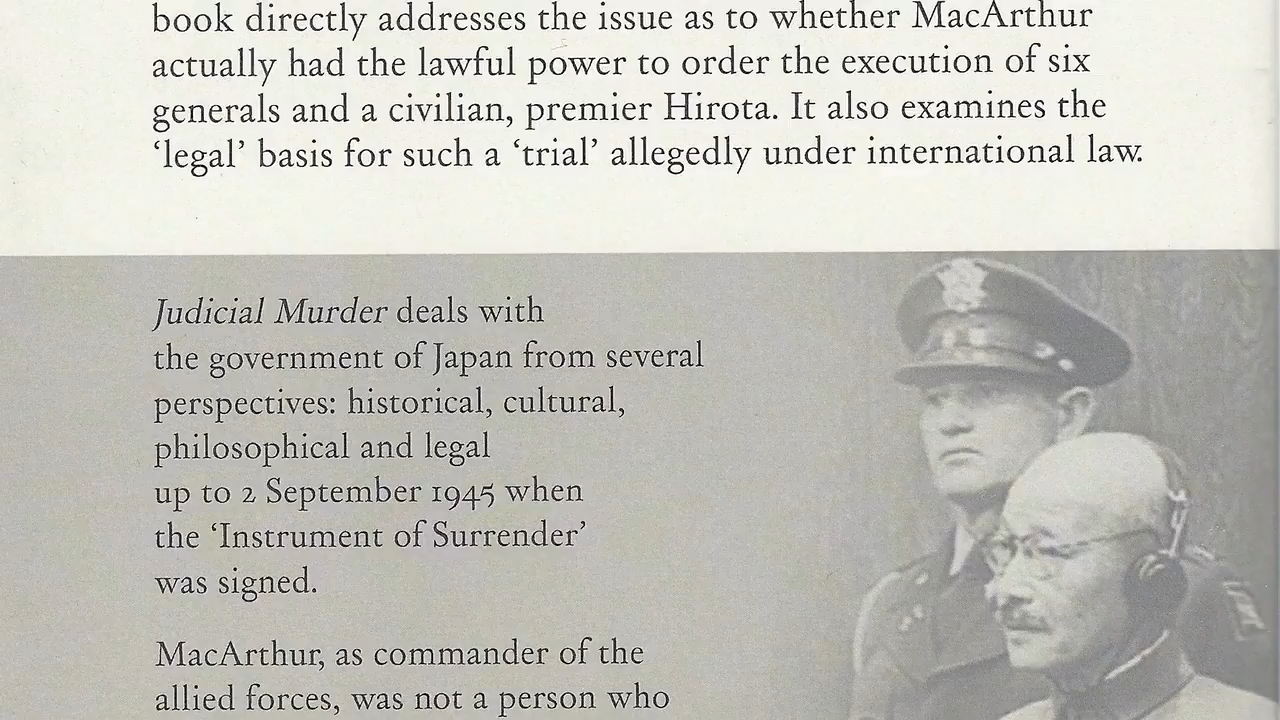 book directly addresses the issue as to whether MacArthur
actually had the lawful power to order the execution of six
generals and a civilian, premier Hirota. It also examines the
‘legal’ basis for such a ‘trial’ allegedly under international law.
Judicial Murder deals with
the government of Japan from several
perspectives: historical, cultural,
philosophical and legal
up to 2 September 1945 when
the ‘Instrument of Surrender’
was signed.
MacArthur, as commander of the
allied forces, was not a person who